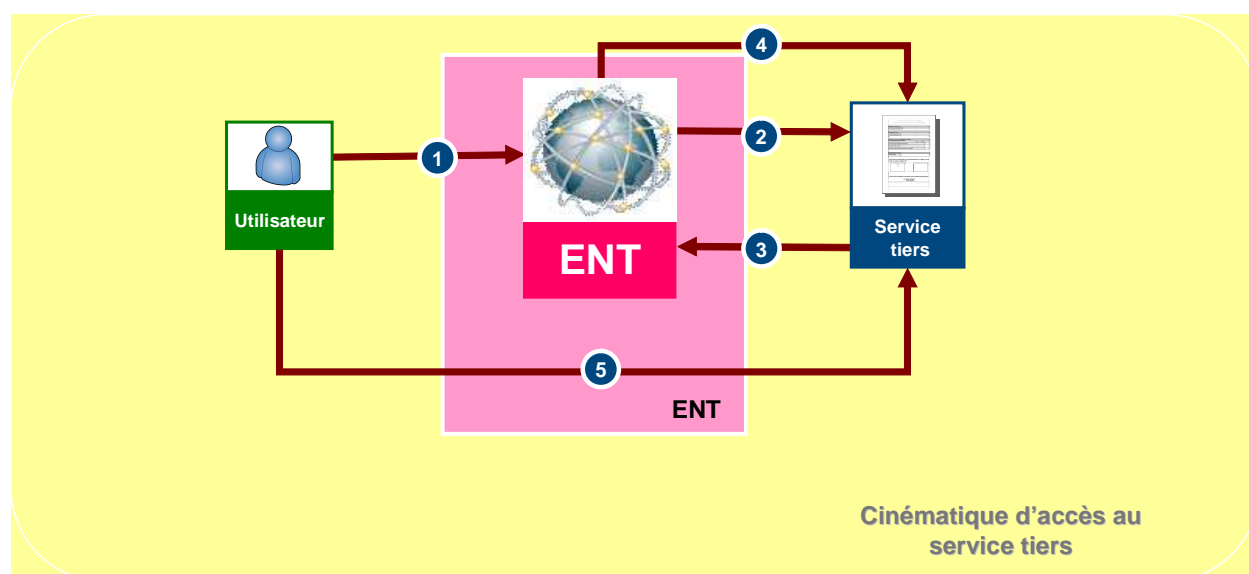 4
2
1
Utilisateur
Service
tiers
ENT
3
5
ENT
Cinématique d'accès au
service tiers